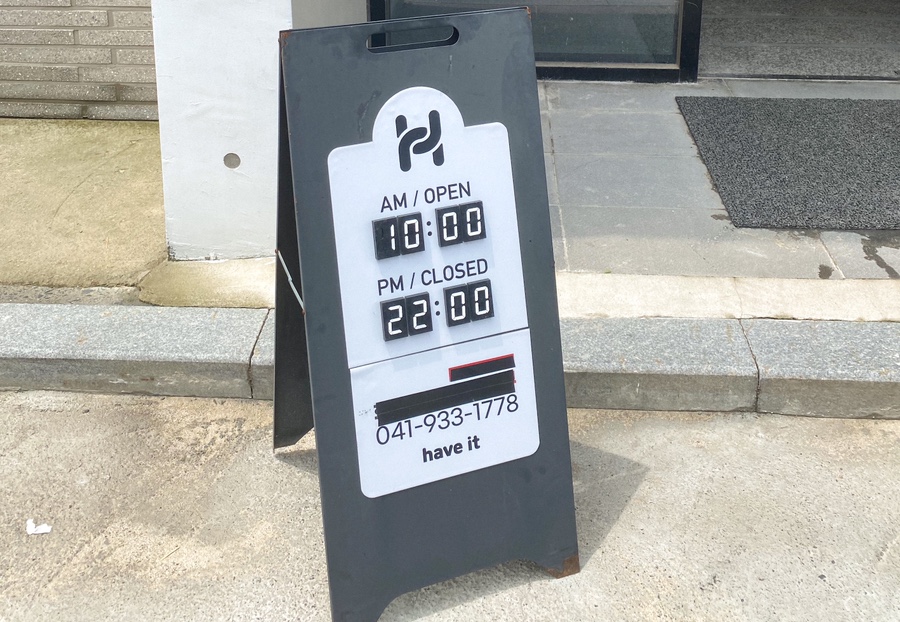 H
AM / OPEN
10:00
PM / CLOSED
22:00
041-933-1778
have it